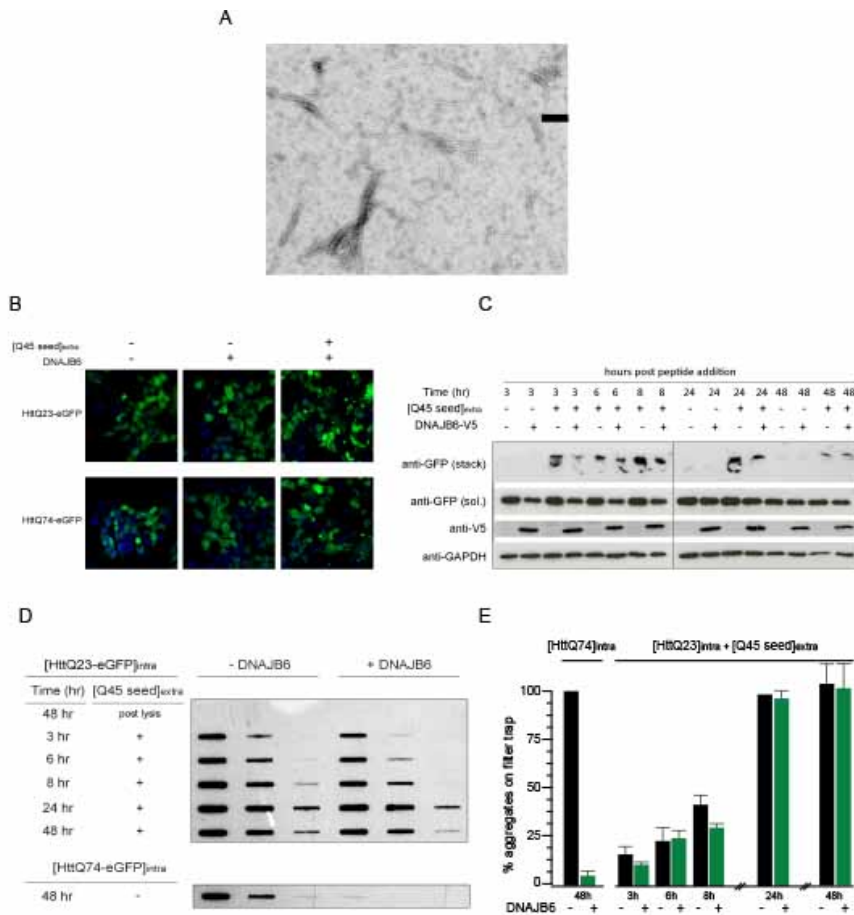 A
B
[Q45 seed]extra - - +
DNAJB6 - + +
HttQ23-eGFP
HttQ74-eGFP
C
hours post peptide addition
Time (hr) 3 3 3 3 6 6 8 8 24 24 24 24 48 48 48 48
[Q45 seed]extra - - + + + + + + - - + + - - + +
DNAJB6-V5 - + - + - + - + - + - + - + - +
anti-GFP (stack)
anti-GFP (sol.)
anti-V5
anti-GAPDH
D
[HttQ23-eGFP]intra - DNAJB6 + DNAJB6
Time (hr) [Q45 seed]extra
48 hr post lysis
3 hr +
6 hr +
8 hr +
24 hr +
48 hr +
[HttQ74-eGFP]intra
48 hr -
E
[HttQ74]intra [HttQ23]intra + [Q45 seed]extra
% aggregates on filter trap
100
75
50
25
0
48h 3h 6h 8h 24h 48h
DNAJB6 - + - + - + - + - + - +